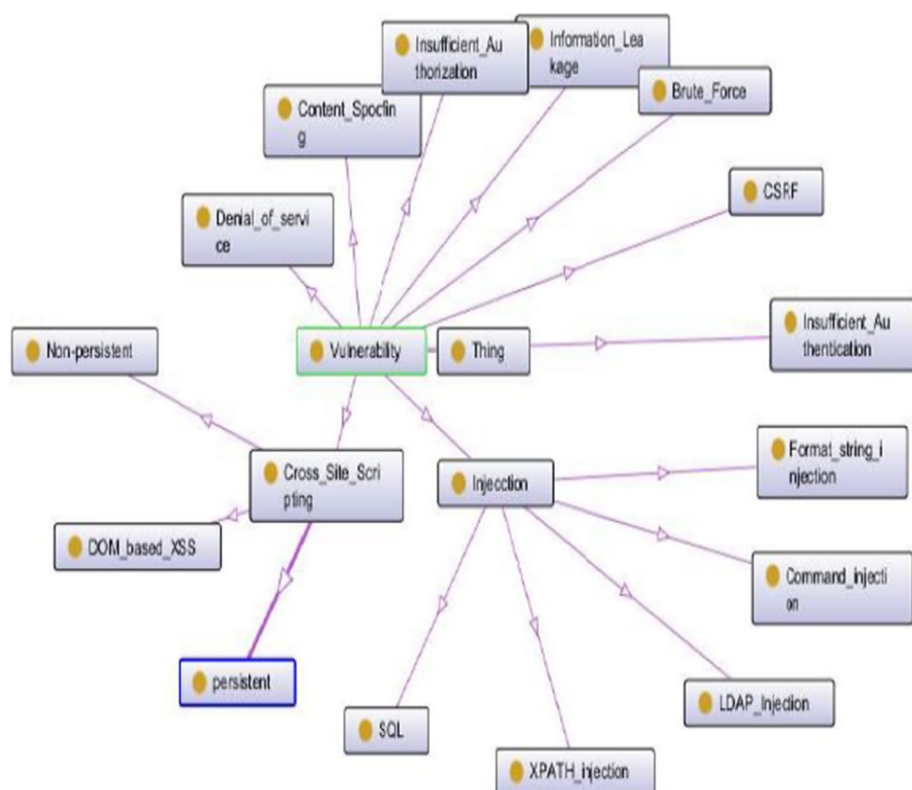 Insufficient_Au
thorization
Information_Lea
kage
Brute_Force
Content_Spocfin
g
CSRF
Denial_of_servi
ce
Insufficient_Au
thentication
Non-persistent
Vulnerability
Thing
Format_string_i
njection
Cross_Site_Scri
pting
Injecction
DOM_based_XSS
Command_injecti
on
persistent
LDAP_Injection
SQL
XPATH_injection